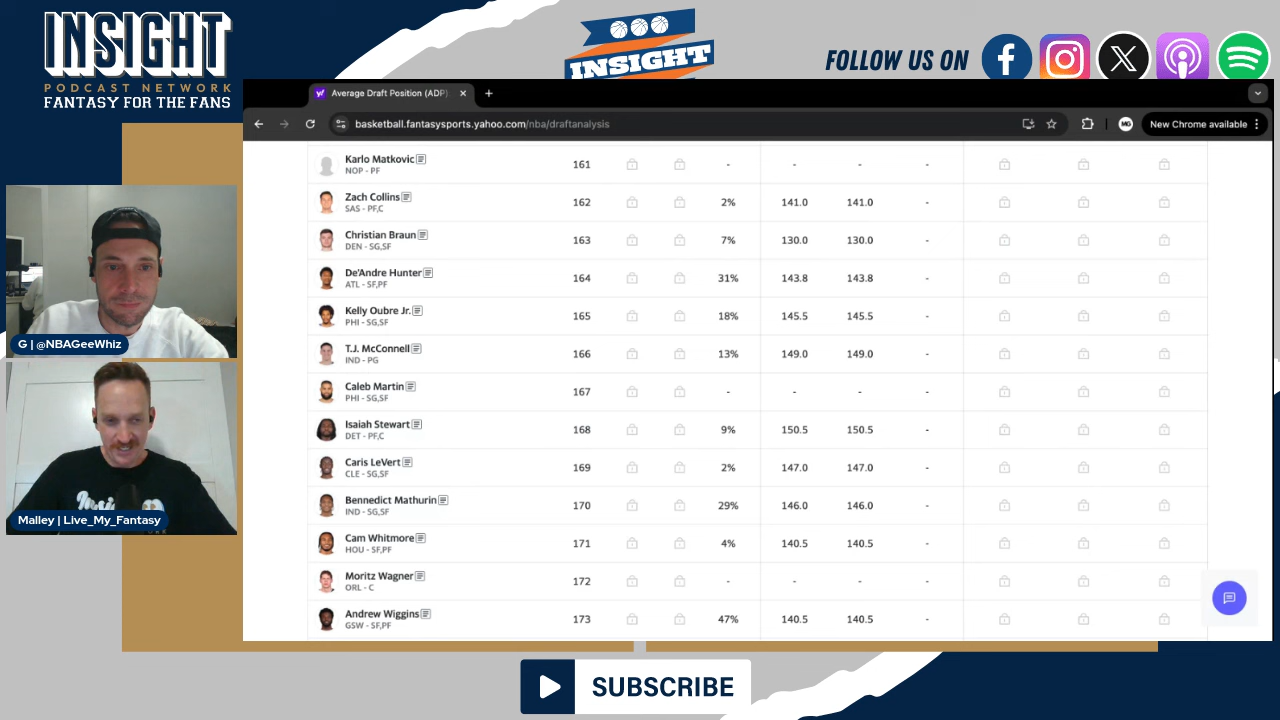 INSIGHT
PODCAST NETWORK
FANTASY FOR THE FANS
INSIGHT
FOLLOW US ON
Average Draft Position (ADP)
basketball.fantasysports.yahoo.com/nba/draftanalysis
New Chrome available
Karlo Matkovic 161 - - - -
NOP - PF
Zach Collins 162 2% 141.0 141.0 -
SAS - PF,C
Christian Braun 163 7% 130.0 130.0 -
DEN - SG,SF
De'Andre Hunter 164 31% 143.8 143.8 -
ATL - SF,PF
Kelly Oubre Jr. 165 18% 145.5 145.5 -
PHI - SG,SF
T.J. McConnell 166 13% 149.0 149.0 -
IND - PG
Caleb Martin 167 - - - -
PHI - SG,SF
Isaiah Stewart 168 9% 150.5 150.5 -
DET - PF,C
Caris LeVert 169 2% 147.0 147.0 -
CLE - SG,SF
Bennedict Mathurin 170 29% 146.0 146.0 -
IND - SG,SF
Cam Whitmore 171 4% 140.5 140.5 -
HOU - SF,PF
Moritz Wagner 172 - - - -
ORL - C
Andrew Wiggins 173 47% 140.5 140.5 -
GSW - SF,PF
G | @NBAGeeWhiz
Malley | Live_My_Fantasy
SUBSCRIBE